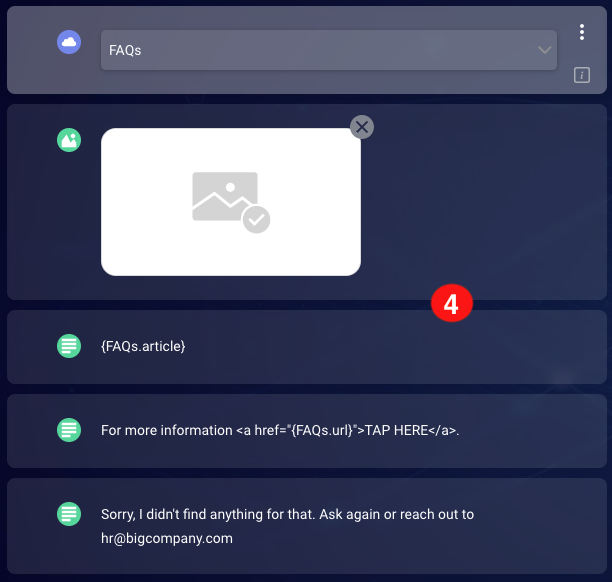 FAQs
i
4
{FAQs.article}
For more information <a href="{FAQs.url}">TAP HERE</a>.
Sorry, I didn't find anything for that. Ask again or reach out to
hr@bigcompany.com